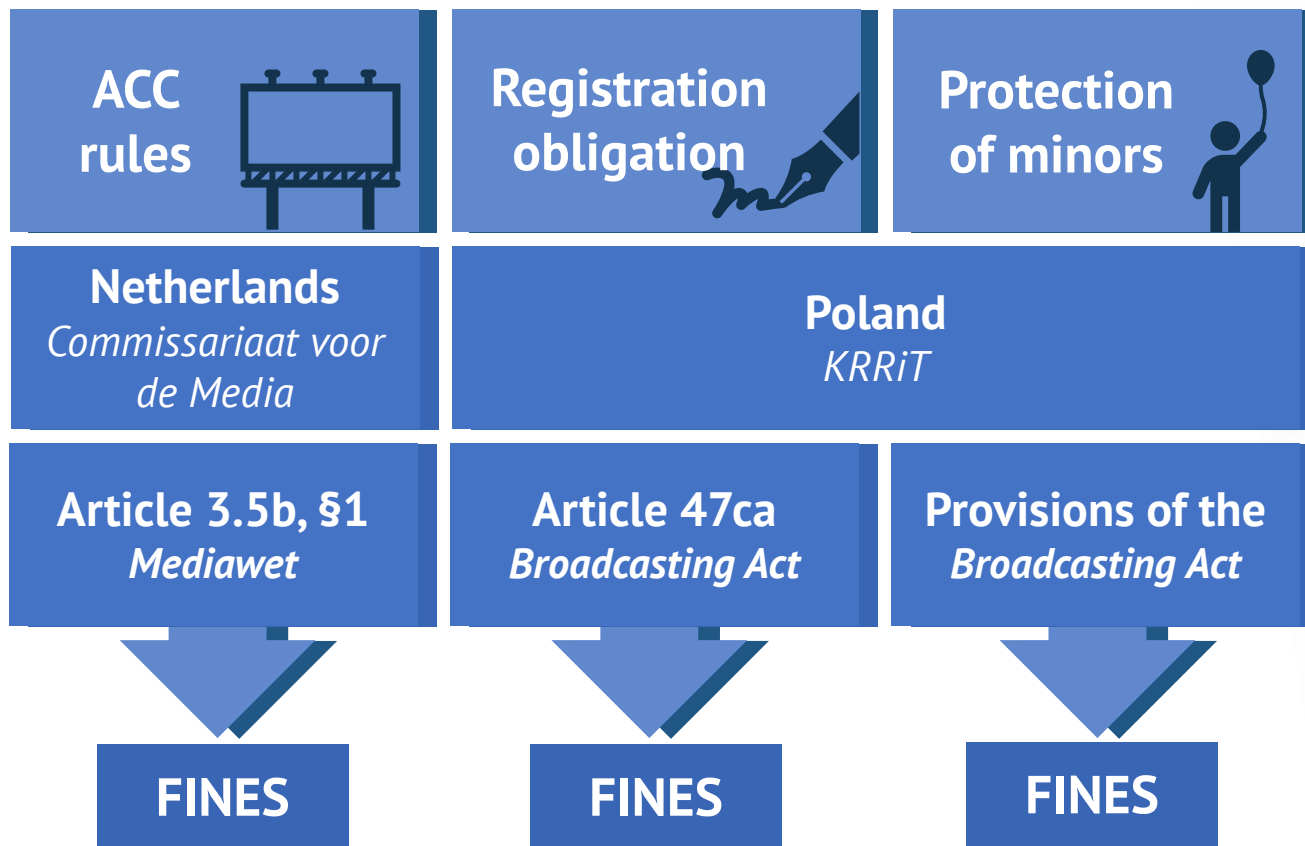 ACC
rules
Registration
obligation
Protection
of minors
Netherlands
Commissariaat voor
de Media
Poland
KRRiT
Article 3.5b, §1
Mediawet
Article 47ca
Broadcasting Act
Provisions of the
Broadcasting Act
FINES
FINES
FINES